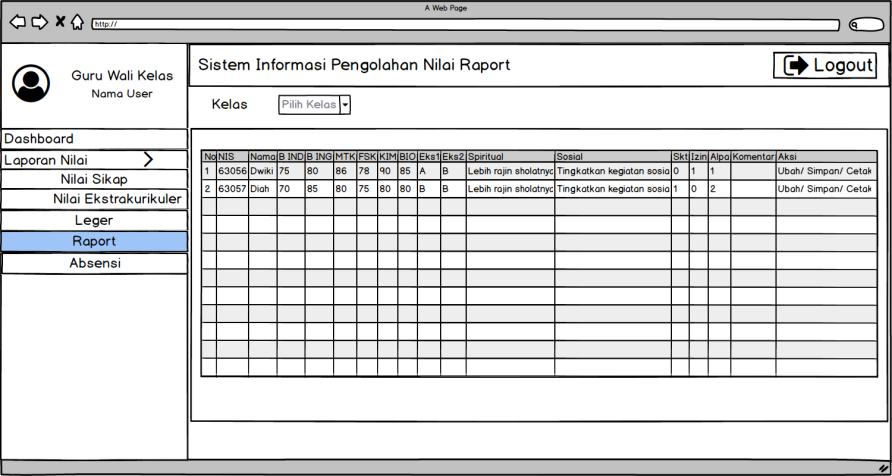 A Web Page
http://
Guru Wali Kelas
Nama User
Sistem Informasi Pengolahan Nilai Raport
Logout
Kelas Pilih Kelas
Dashboard
Laporan Nilai
Nilai Sikap
Nilai Ekstrakurikuler
Leger
Raport
Absensi
No NIS Nama B IND B ING MTK FSK KIM BIO Eks1 Eks2 Spiritual Sosial Skt Izin Alpa Komentar Aksi
1 63056 Dwiki 75 80 86 78 90 85 A B Lebih rajin sholatnyc Tingkatkan kegiatan sosia 0 1 1 Ubah/ Simpan/ Cetak
2 63057 Diah 70 85 80 75 80 80 B B Lebih rajin sholatnyc Tingkatkan kegiatan sosia 1 0 2 Ubah/ Simpan/ Cetak